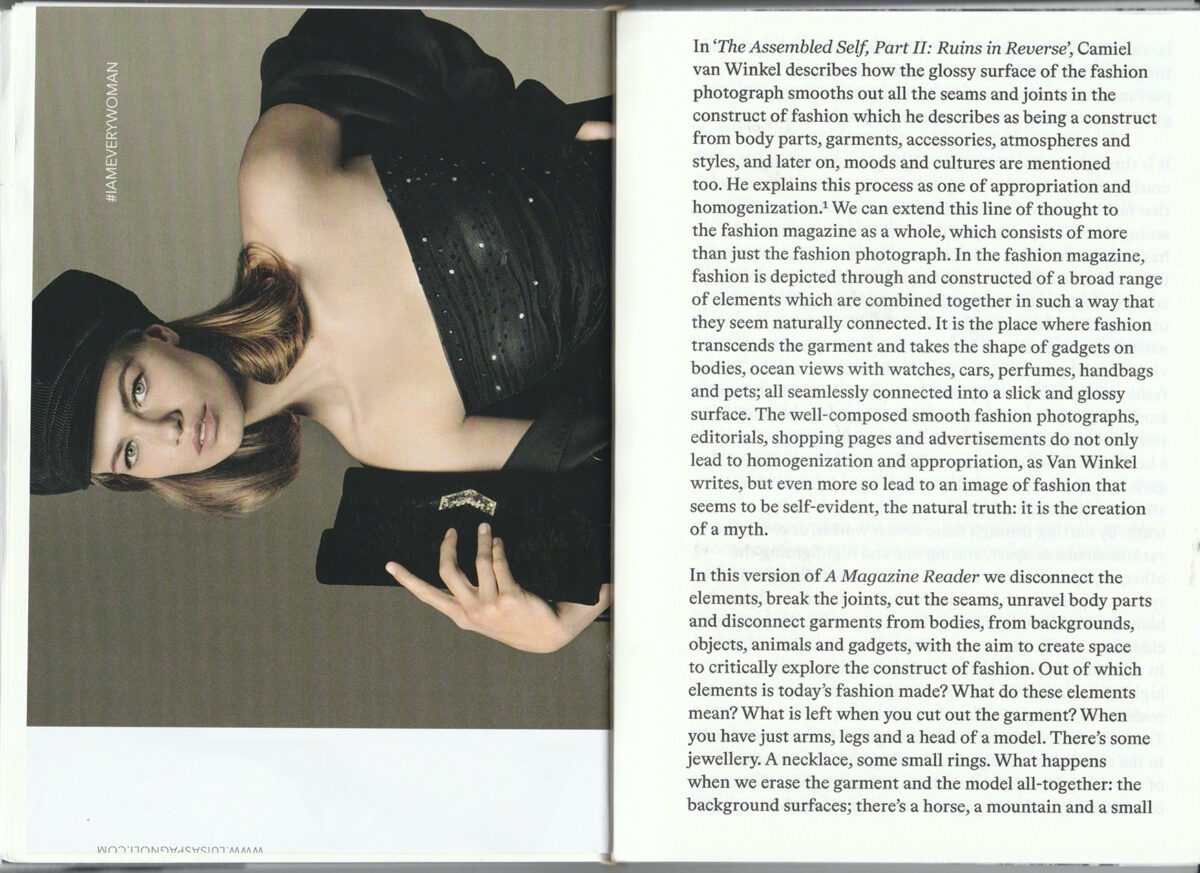 #IAMEVERYWOMAN
WWW.LUISASPAGNOLI.COM
In ‘The Assembled Self, Part II: Ruins in Reverse’, Camiel
van Winkel describes how the glossy surface of the fashion
photograph smooths out all the seams and joints in the
construct of fashion which he describes as being a construct
from body parts, garments, accessories, atmospheres and
styles, and later on, moods and cultures are mentioned
too. He explains this process as one of appropriation and
homogenization.¹ We can extend this line of thought to
the fashion magazine as a whole, which consists of more
than just the fashion photograph. In the fashion magazine,
fashion is depicted through and constructed of a broad range
of elements which are combined together in such a way that
they seem naturally connected. It is the place where fashion
transcends the garment and takes the shape of gadgets on
bodies, ocean views with watches, cars, perfumes, handbags
and pets; all seamlessly connected into a slick and glossy
surface. The well-composed smooth fashion photographs,
editorials, shopping pages and advertisements do not only
lead to homogenization and appropriation, as Van Winkel
writes, but even more so lead to an image of fashion that
seems to be self-evident, the natural truth: it is the creation
of a myth.
In this version of A Magazine Reader we disconnect the
elements, break the joints, cut the seams, unravel body parts
and disconnect garments from bodies, from backgrounds,
objects, animals and gadgets, with the aim to create space
to critically explore the construct of fashion. Out of which
elements is today’s fashion made? What do these elements
mean? What is left when you cut out the garment? When
you have just arms, legs and a head of a model. There’s some
jewellery. A necklace, some small rings. What happens
when we erase the garment and the model all-together: the
background surfaces; there’s a horse, a mountain and a small